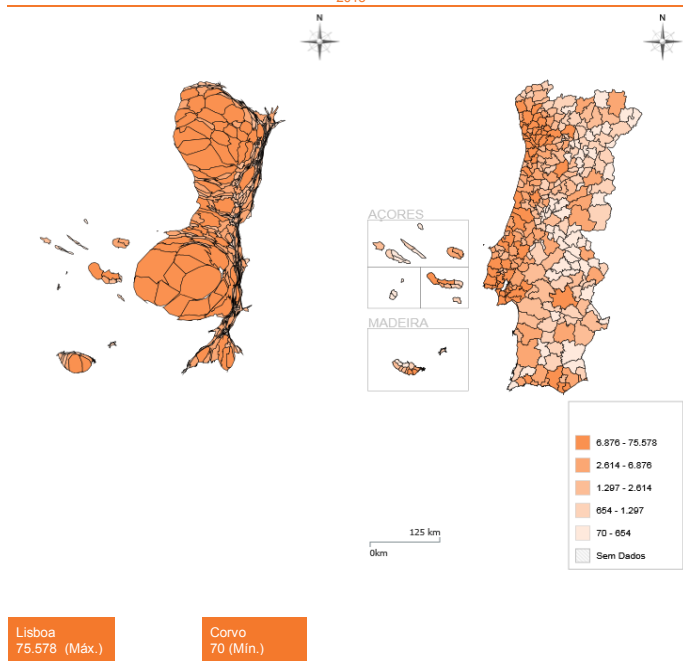 N
N
AÇORES
MADEIRA
6.876 - 75.578
2.614 - 6.876
1.297 - 2.614
654 - 1.297
70 - 654
Sem Dados
125 km
0km
Lisboa
75.578 (Máx.)
Corvo
70 (Mín.)